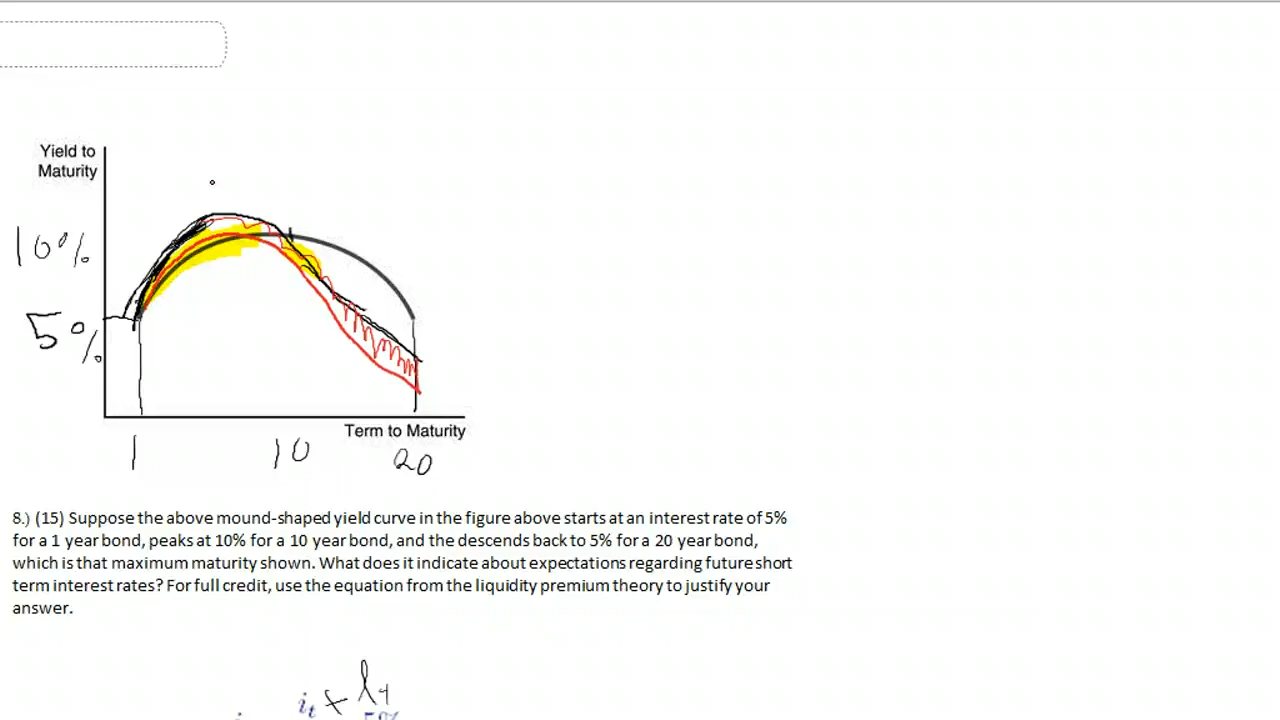 Yield to
Maturity
10%
5%
Term to Maturity
1 10 20
8.) (15) Suppose the above mound-shaped yield curve in the figure above starts at an interest rate of 5%
for a 1 year bond, peaks at 10% for a 10 year bond, and the descends back to 5% for a 20 year bond,
which is that maximum maturity shown. What does it indicate about expectations regarding future short
term interest rates? For full credit, use the equation from the liquidity premium theory to justify your
answer.